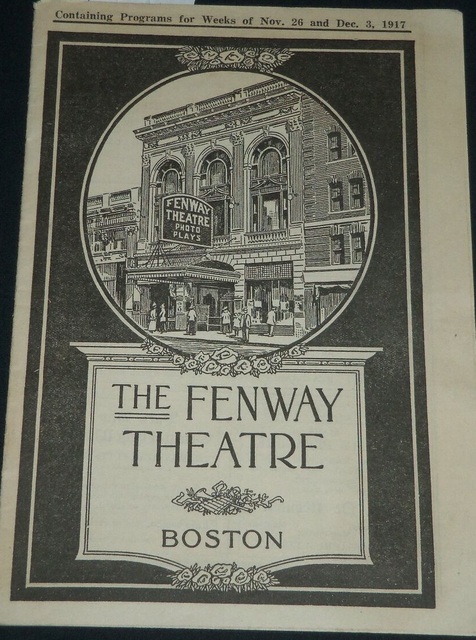 Containing Programs for Weeks of Nov. 26 and Dec. 3, 1917
FENWAY
THEATRE
PHOTO
PLAYS
THE FENWAY
THEATRE
BOSTON